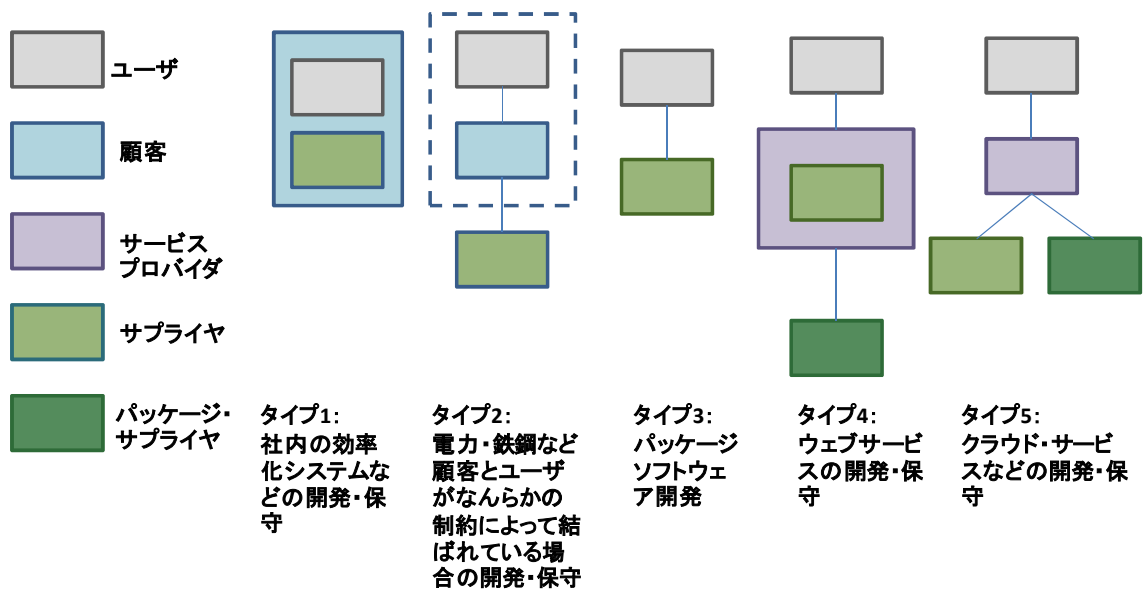 ユーザ
顧客
サービス
プロバイダ
サプライヤ
パッケージ・
サプライヤ
タイプ1:
社内の効率
化システムな
どの開発・保
守
タイプ2:
電力・鉄鋼など
顧客とユーザ
がなんらかの
制約によって結
ばれている場
合の開発・保守
タイプ3:
パッケージ
ソフトウェ
ア開発
タイプ4:
ウェブサービ
スの開発・保
守
タイプ5:
クラウド・サービ
スなどの開発・保
守